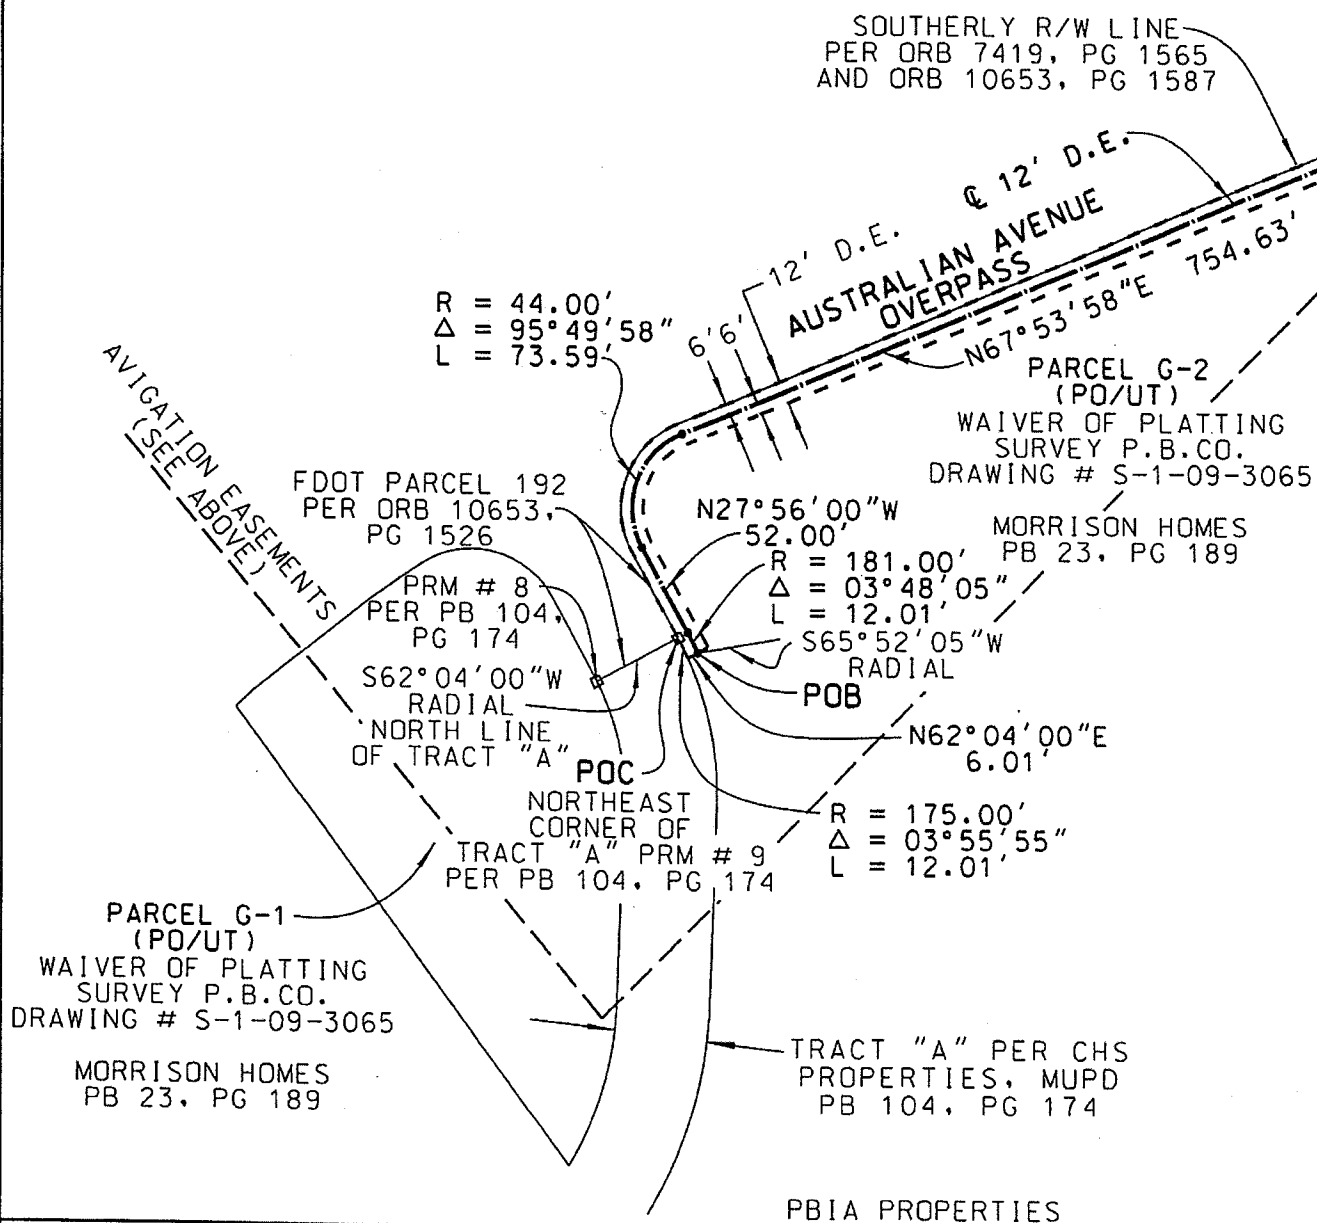 SOUTHERLY R/W LINE
PER ORB 7419, PG 1565
AND ORB 10653, PG 1587
℄ 12' D.E.
12' D.E.
AUSTRALIAN AVENUE
OVERPASS
N67°53'58"E 754.63'
6'6'
R = 44.00'
Δ = 95°49'58"
L = 73.59'
AVIGATION EASEMENTS
(SEE ABOVE)
PARCEL G-2
(PO/UT)
WAIVER OF PLATTING
SURVEY P.B.CO.
DRAWING # S-1-09-3065
MORRISON HOMES
PB 23, PG 189
FDOT PARCEL 192
PER ORB 10653,
PG 1526
N27°56'00"W
52.00'
R = 181.00'
Δ = 03°48'05"
L = 12.01'
S65°52'05"W
RADIAL
PRM # 8
PER PB 104,
PG 174
S62°04'00"W
RADIAL
NORTH LINE
OF TRACT "A"
POB
N62°04'00"E
6.01'
POC
NORTHEAST
CORNER OF
TRACT "A" PRM # 9
PER PB 104, PG 174
R = 175.00'
Δ = 03°55'55"
L = 12.01'
PARCEL G-1
(PO/UT)
WAIVER OF PLATTING
SURVEY P.B.CO.
DRAWING # S-1-09-3065
MORRISON HOMES
PB 23, PG 189
TRACT "A" PER CHS
PROPERTIES, MUPD
PB 104, PG 174
PBIA PROPERTIES